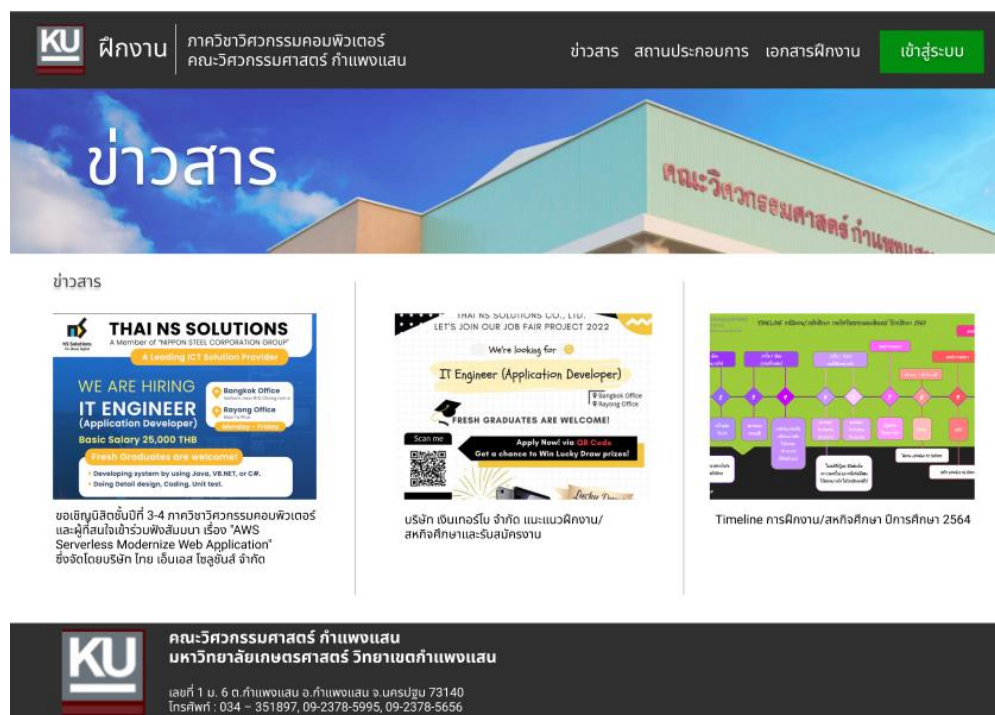 KU
ฝึกงาน
ภาควิชาวิศวกรรมคอมพิวเตอร์
คณะวิศวกรรมศาสตร์ กำแพงแสน
ข่าวสาร สถานประกอบการ เอกสารฝึกงาน เข้าสู่ระบบ
ข่าวสาร
คณะวิศวกรรมศาสตร์ กำแพงแสน
ข่าวสาร
NS Solutions
THAI NS SOLUTIONS
A Member of "NIPPON STEEL CORPORATION GROUP"
A Leading ICT Solution Provider
WE ARE HIRING
IT ENGINEER
(Application Developer)
Basic Salary 25,000 THB
Bangkok Office
Rayong Office
Monday - Friday
Fresh Graduates are welcome!
• Developing system by using Java, VB.NET, or C#.
• Doing Detail design, Coding, Unit test.
ขอเชิญนิสิตชั้นปีที่ 3-4 ภาควิชาวิศวกรรมคอมพิวเตอร์
และผู้ที่สนใจเข้าร่วมฟังสัมมนา เรื่อง "AWS
Serverless Modernize Web Application"
ซึ่งจัดโดยบริษัท ไทย เอ็นเอส โซลูชันส์ จำกัด
THAI NS SOLUTIONS CO., LTD.
LET'S JOIN OUR JOB FAIR PROJECT 2022
We're looking for
IT Engineer (Application Developer)
Bangkok Office
Rayong Office
FRESH GRADUATES ARE WELCOME!
Scan me
Apply Now! via QR Code
Get a chance to Win Lucky Draw prizes!
Lucky Draw
บริษัท เงินเทอร์โบ จำกัด แนะแนวฝึกงาน/
สหกิจศึกษาและรับสมัครงาน
Timeline การฝึกงาน/สหกิจศึกษา ปีการศึกษา 2564
KU
คณะวิศวกรรมศาสตร์ กำแพงแสน
มหาวิทยาลัยเกษตรศาสตร์ วิทยาเขตกำแพงแสน
เลขที่ 1 ม. 6 ต.กำแพงแสน อ.กำแพงแสน จ.นครปฐม 73140
โทรศัพท์ : 034 – 351897, 09-2378-5995, 09-2378-5656